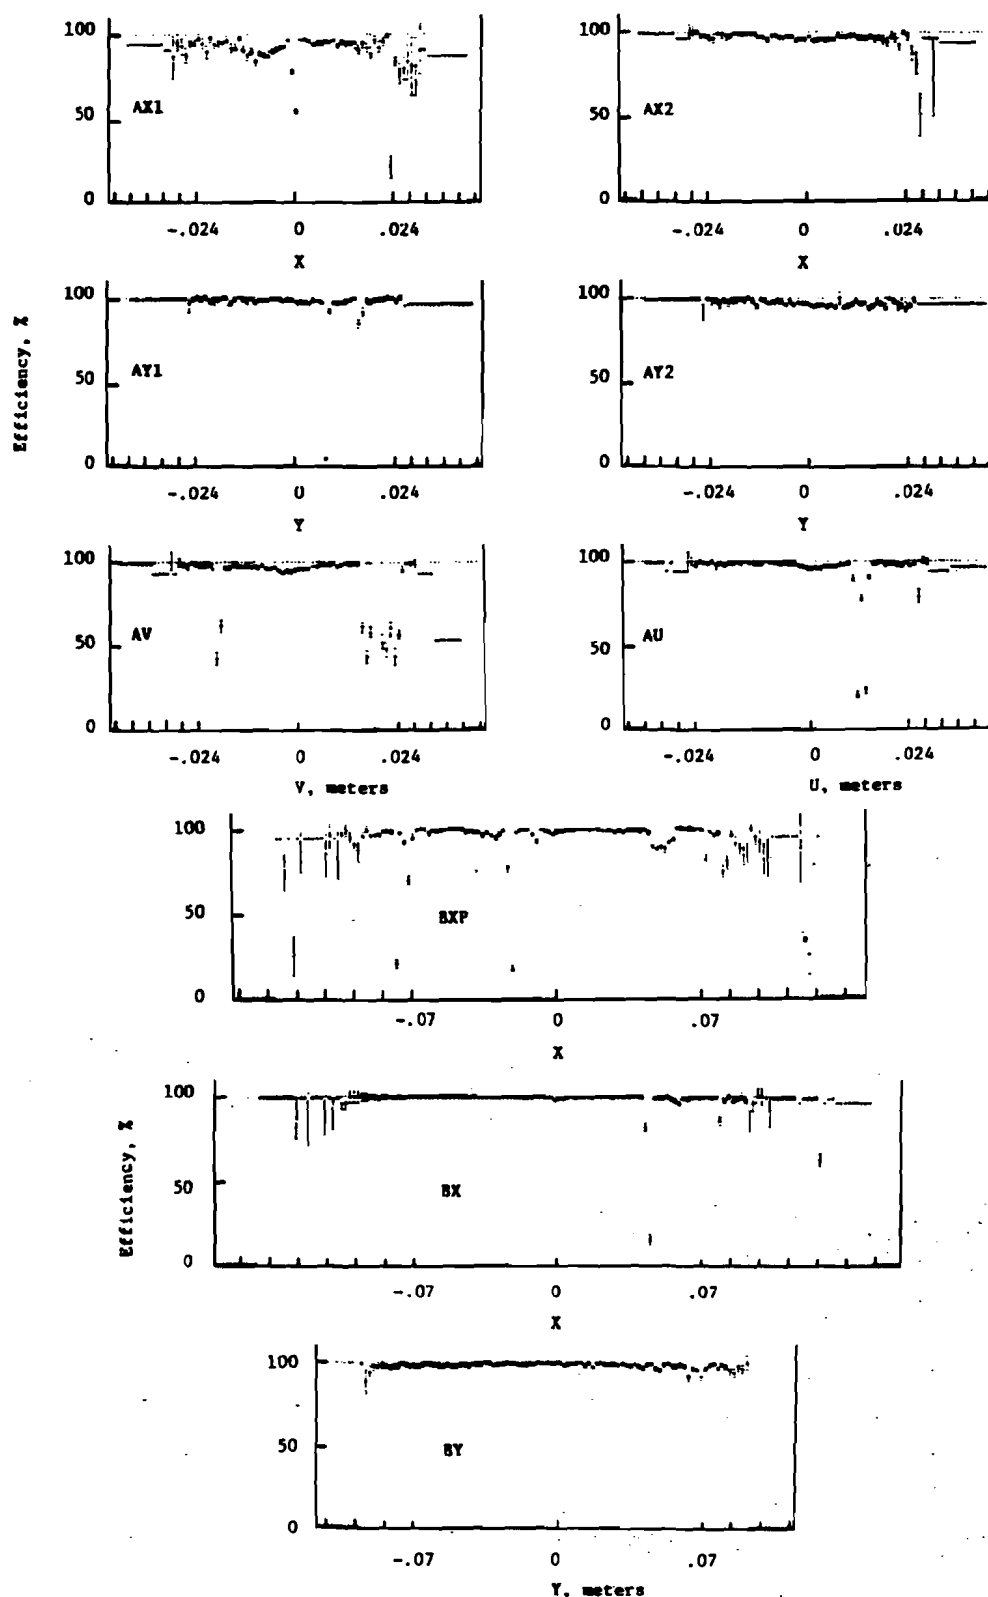 100
50
0
AX1
-.024 0 .024
X
100
50
0
AX2
-.024 0 .024
X
Efficiency, %
100
50
0
AY1
-.024 0 .024
Y
100
50
0
AY2
-.024 0 .024
Y
100
50
0
AV
-.024 0 .024
V, meters
100
50
0
AU
-.024 0 .024
U, meters
100
50
0
BXP
-.07 0 .07
X
Efficiency, %
100
50
0
BX
-.07 0 .07
X
100
50
0
BY
-.07 0 .07
Y, meters